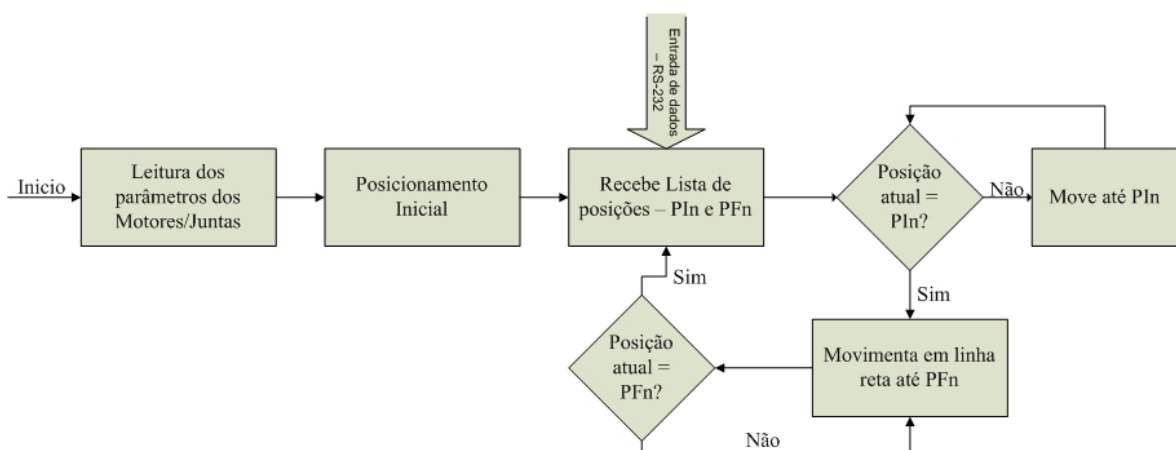 Entrada de dados
– RS-232
Inicio
Leitura dos
parâmetros dos
Motores/Juntas
Posicionamento
Inicial
Recebe Lista de
posições – PIn e PFn
Posição
atual =
PIn?
Não
Move até PIn
Sim
Sim
Posição
atual =
PFn?
Movimenta em linha
reta até PFn
Não